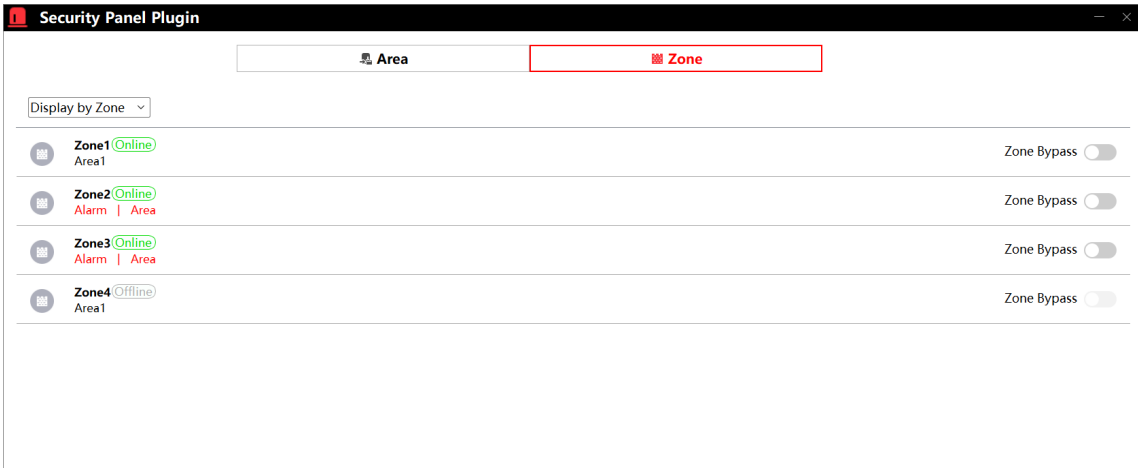 Security Panel Plugin
Area
Zone
Display by Zone
Zone1 Online
Area1
Zone Bypass
Zone2 Online
Alarm | Area
Zone Bypass
Zone3 Online
Alarm | Area
Zone Bypass
Zone4 Offline
Area1
Zone Bypass